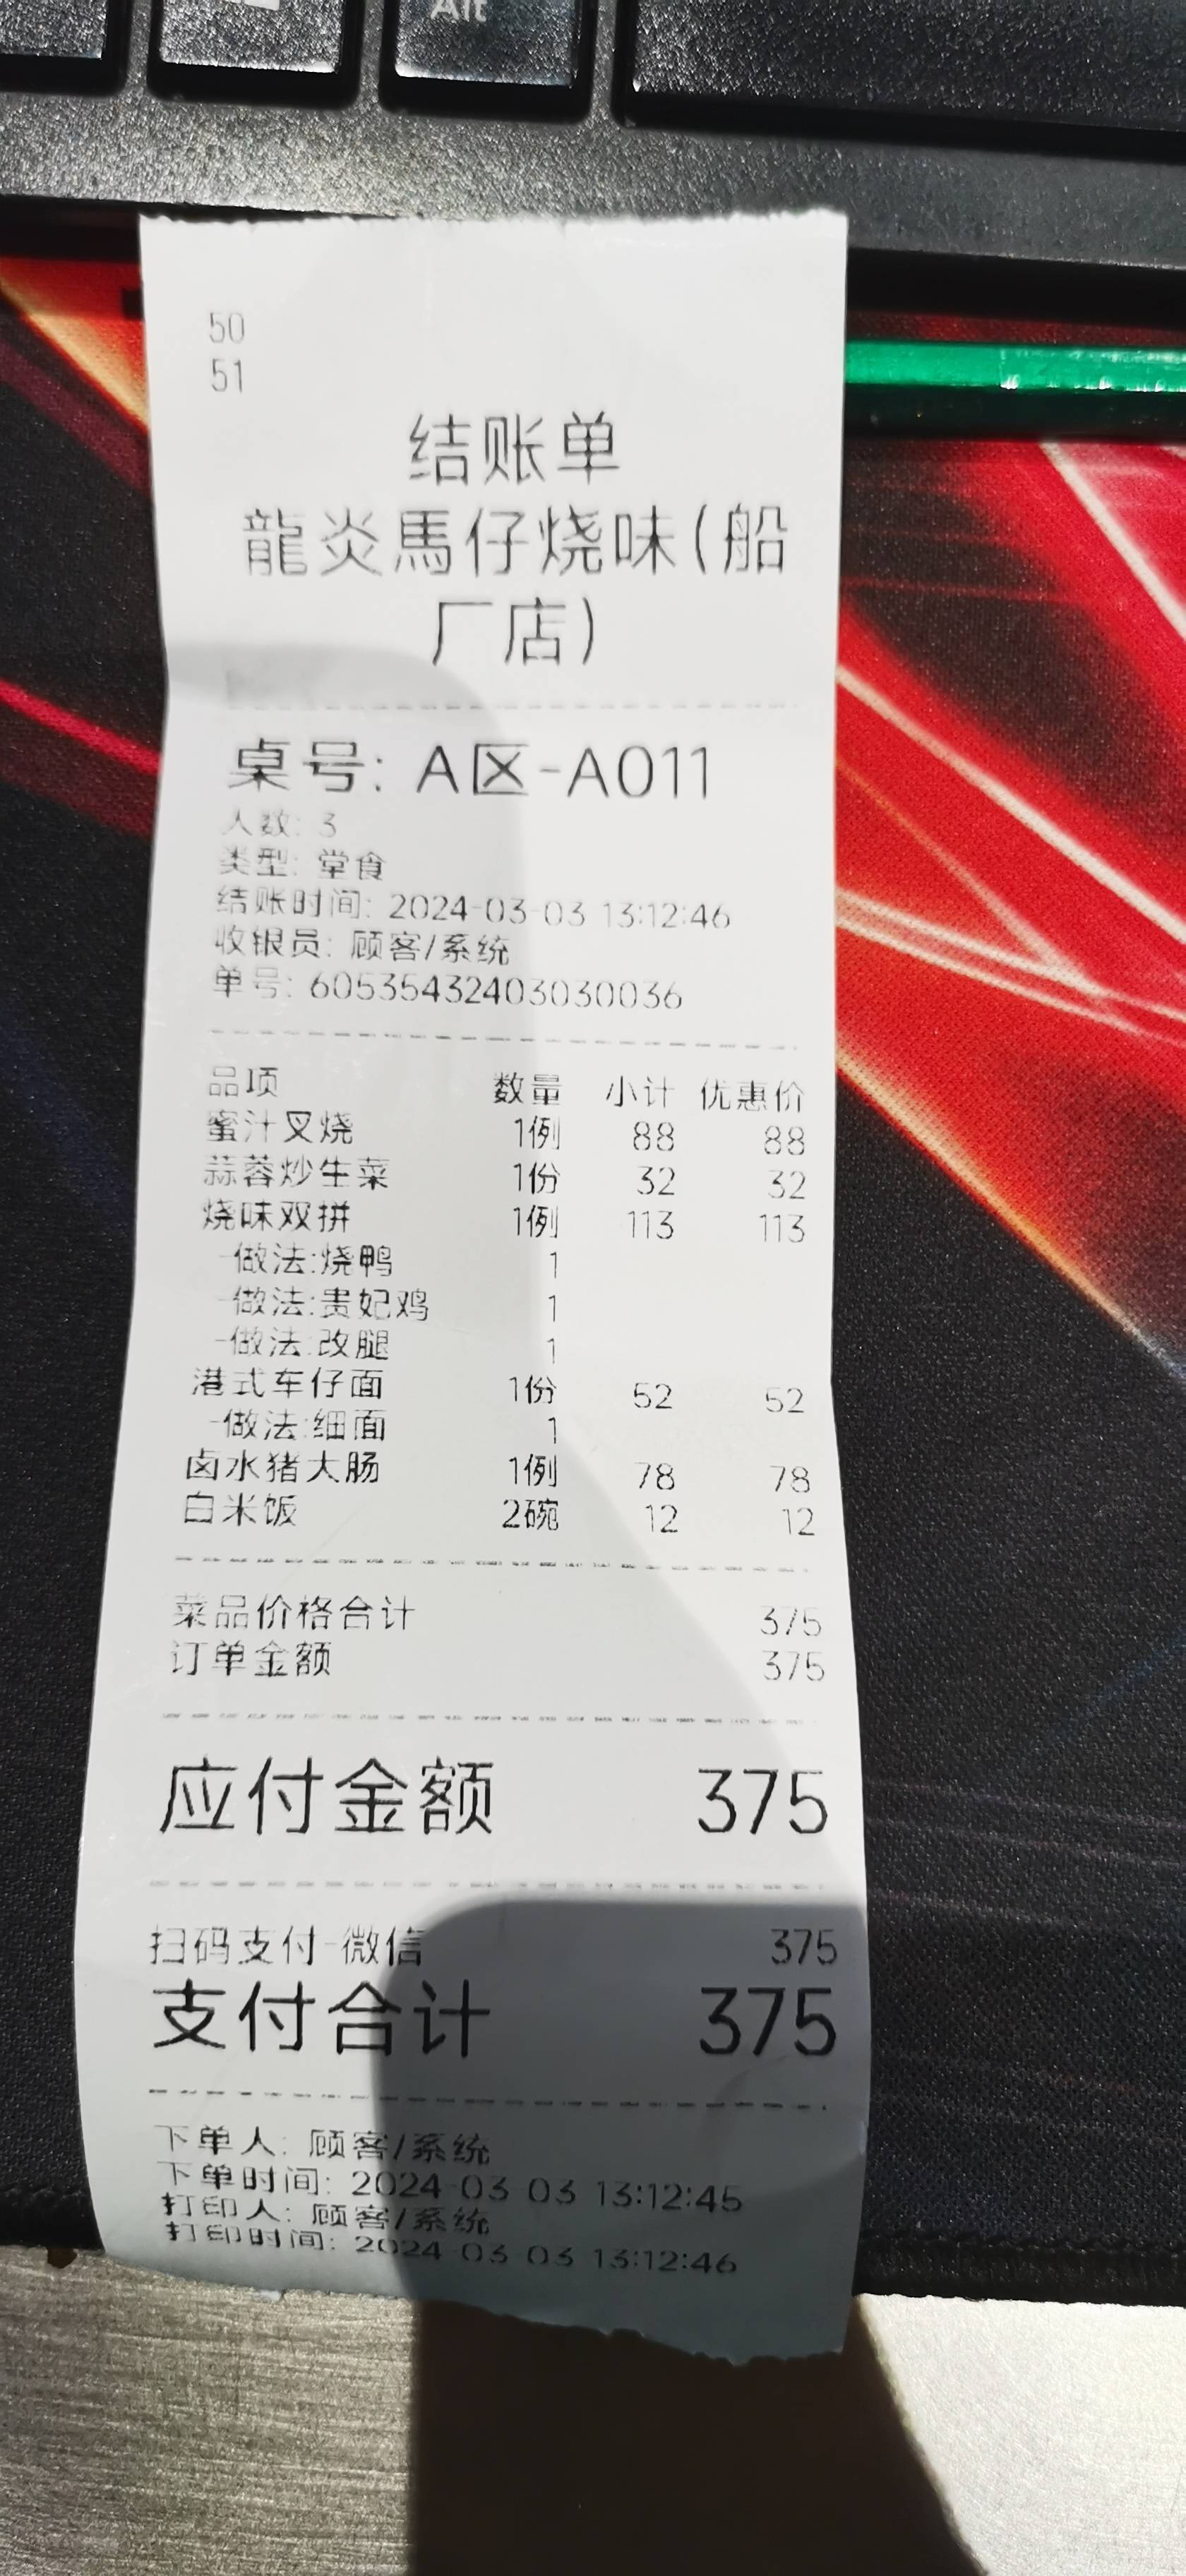 Alt
50
51
结账单
龍炎馬仔烧味(船
厂店)
桌号: A区-A011
人数: 3
类型: 堂食
结账时间: 2024-03-03 13:12:46
收银员: 顾客/系统
单号: 605354324030300​36
品项 数量 小计 优惠价
蜜汁叉烧 1例 88 88
蒜蓉炒生菜 1份 32 32
烧味双拼 1例 113 113
-做法:烧鸭 1
-做法:贵妃鸡 1
-做法:改腿 1
港式车仔面 1份 52 52
-做法:细面 1
卤水猪大肠 1例 78 78
白米饭 2碗 12 12
菜品价格合计 375
订单金额 375
应付金额 375
扫码支付-微信 375
支付合计 375
下单人: 顾客/系统
下单时间: 2024-03-03 13:12:45
打印人: 顾客/系统
打印时间: 2024-03-03 13:12:46